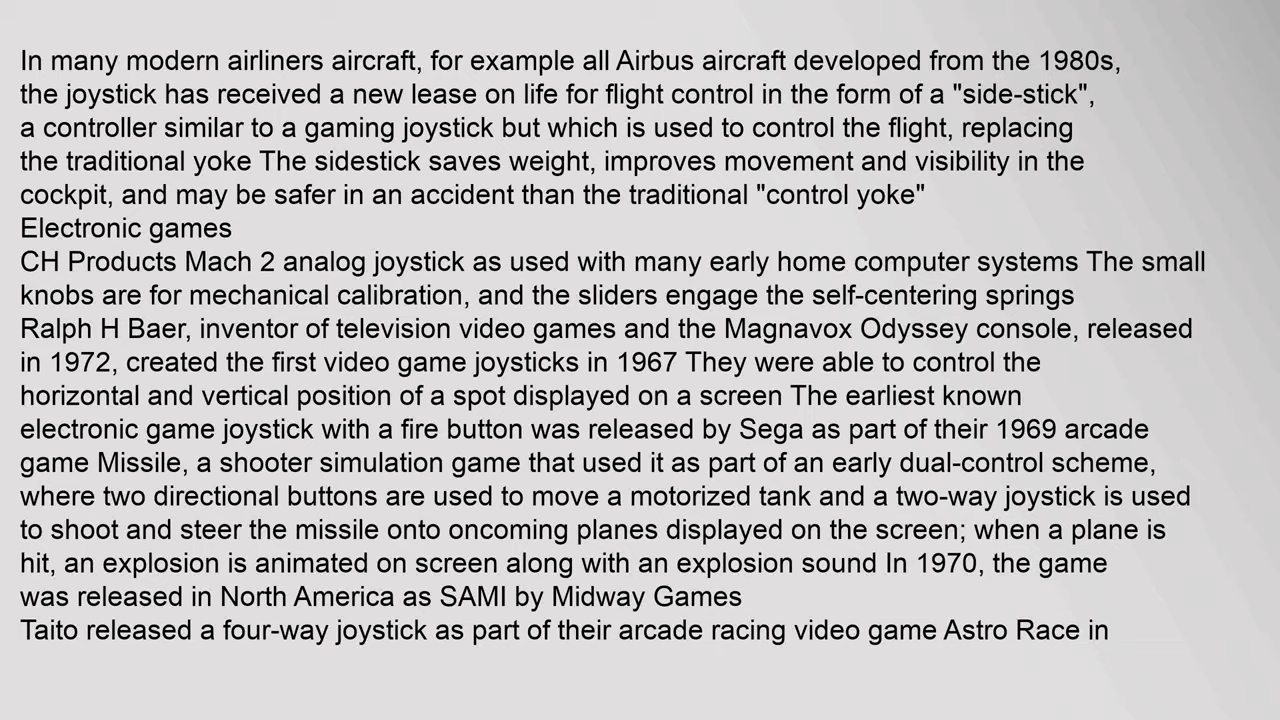 In many modern airliners aircraft, for example all Airbus aircraft developed from the 1980s,
the joystick has received a new lease on life for flight control in the form of a "side-stick",
a controller similar to a gaming joystick but which is used to control the flight, replacing
the traditional yoke The sidestick saves weight, improves movement and visibility in the
cockpit, and may be safer in an accident than the traditional "control yoke"
Electronic games
CH Products Mach 2 analog joystick as used with many early home computer systems The small
knobs are for mechanical calibration, and the sliders engage the self-centering springs
Ralph H Baer, inventor of television video games and the Magnavox Odyssey console, released
in 1972, created the first video game joysticks in 1967 They were able to control the
horizontal and vertical position of a spot displayed on a screen The earliest known
electronic game joystick with a fire button was released by Sega as part of their 1969 arcade
game Missile, a shooter simulation game that used it as part of an early dual-control scheme,
where two directional buttons are used to move a motorized tank and a two-way joystick is used
to shoot and steer the missile onto oncoming planes displayed on the screen; when a plane is
hit, an explosion is animated on screen along with an explosion sound In 1970, the game
was released in North America as SAMI by Midway Games
Taito released a four-way joystick as part of their arcade racing video game Astro Race in